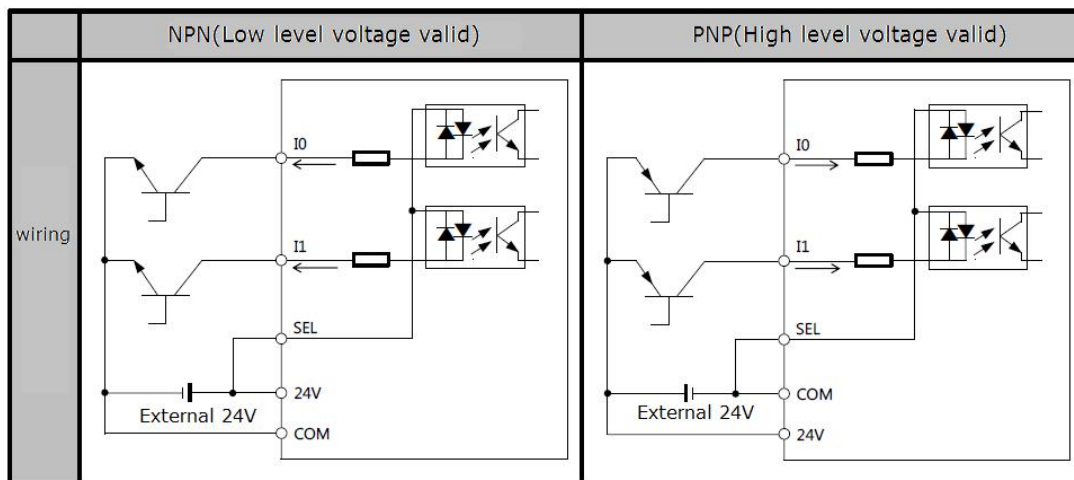 NPN(Low level voltage valid)
PNP(High level voltage valid)
wiring
I0
I1
SEL
24V
External 24V
COM
I0
I1
SEL
COM
External 24V
24V